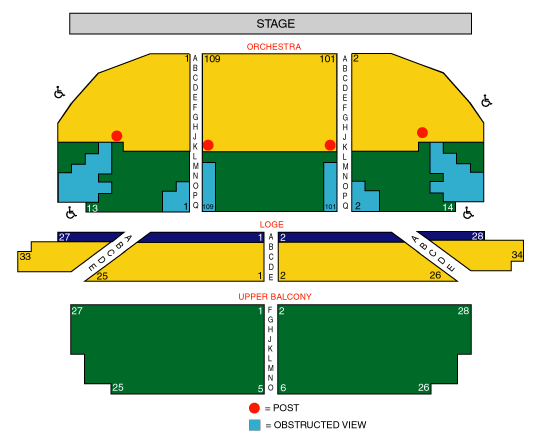 STAGE
ORCHESTRA
1 A 109 101 A 2
B B
C C
D D
E E
F F
G G
H H
J J
K K
L L
M M
N N
O O
P P
13 1 Q 109 101 Q 2 14
LOGE
27 A 1 A 2 A 28
B B B
33 C C C 34
D D D
E 25 1 E 2 26 E
UPPER BALCONY
27 1 F 2 28
G
H
J
K
L
M
N
25 5 O 6 26
= POST
= OBSTRUCTED VIEW